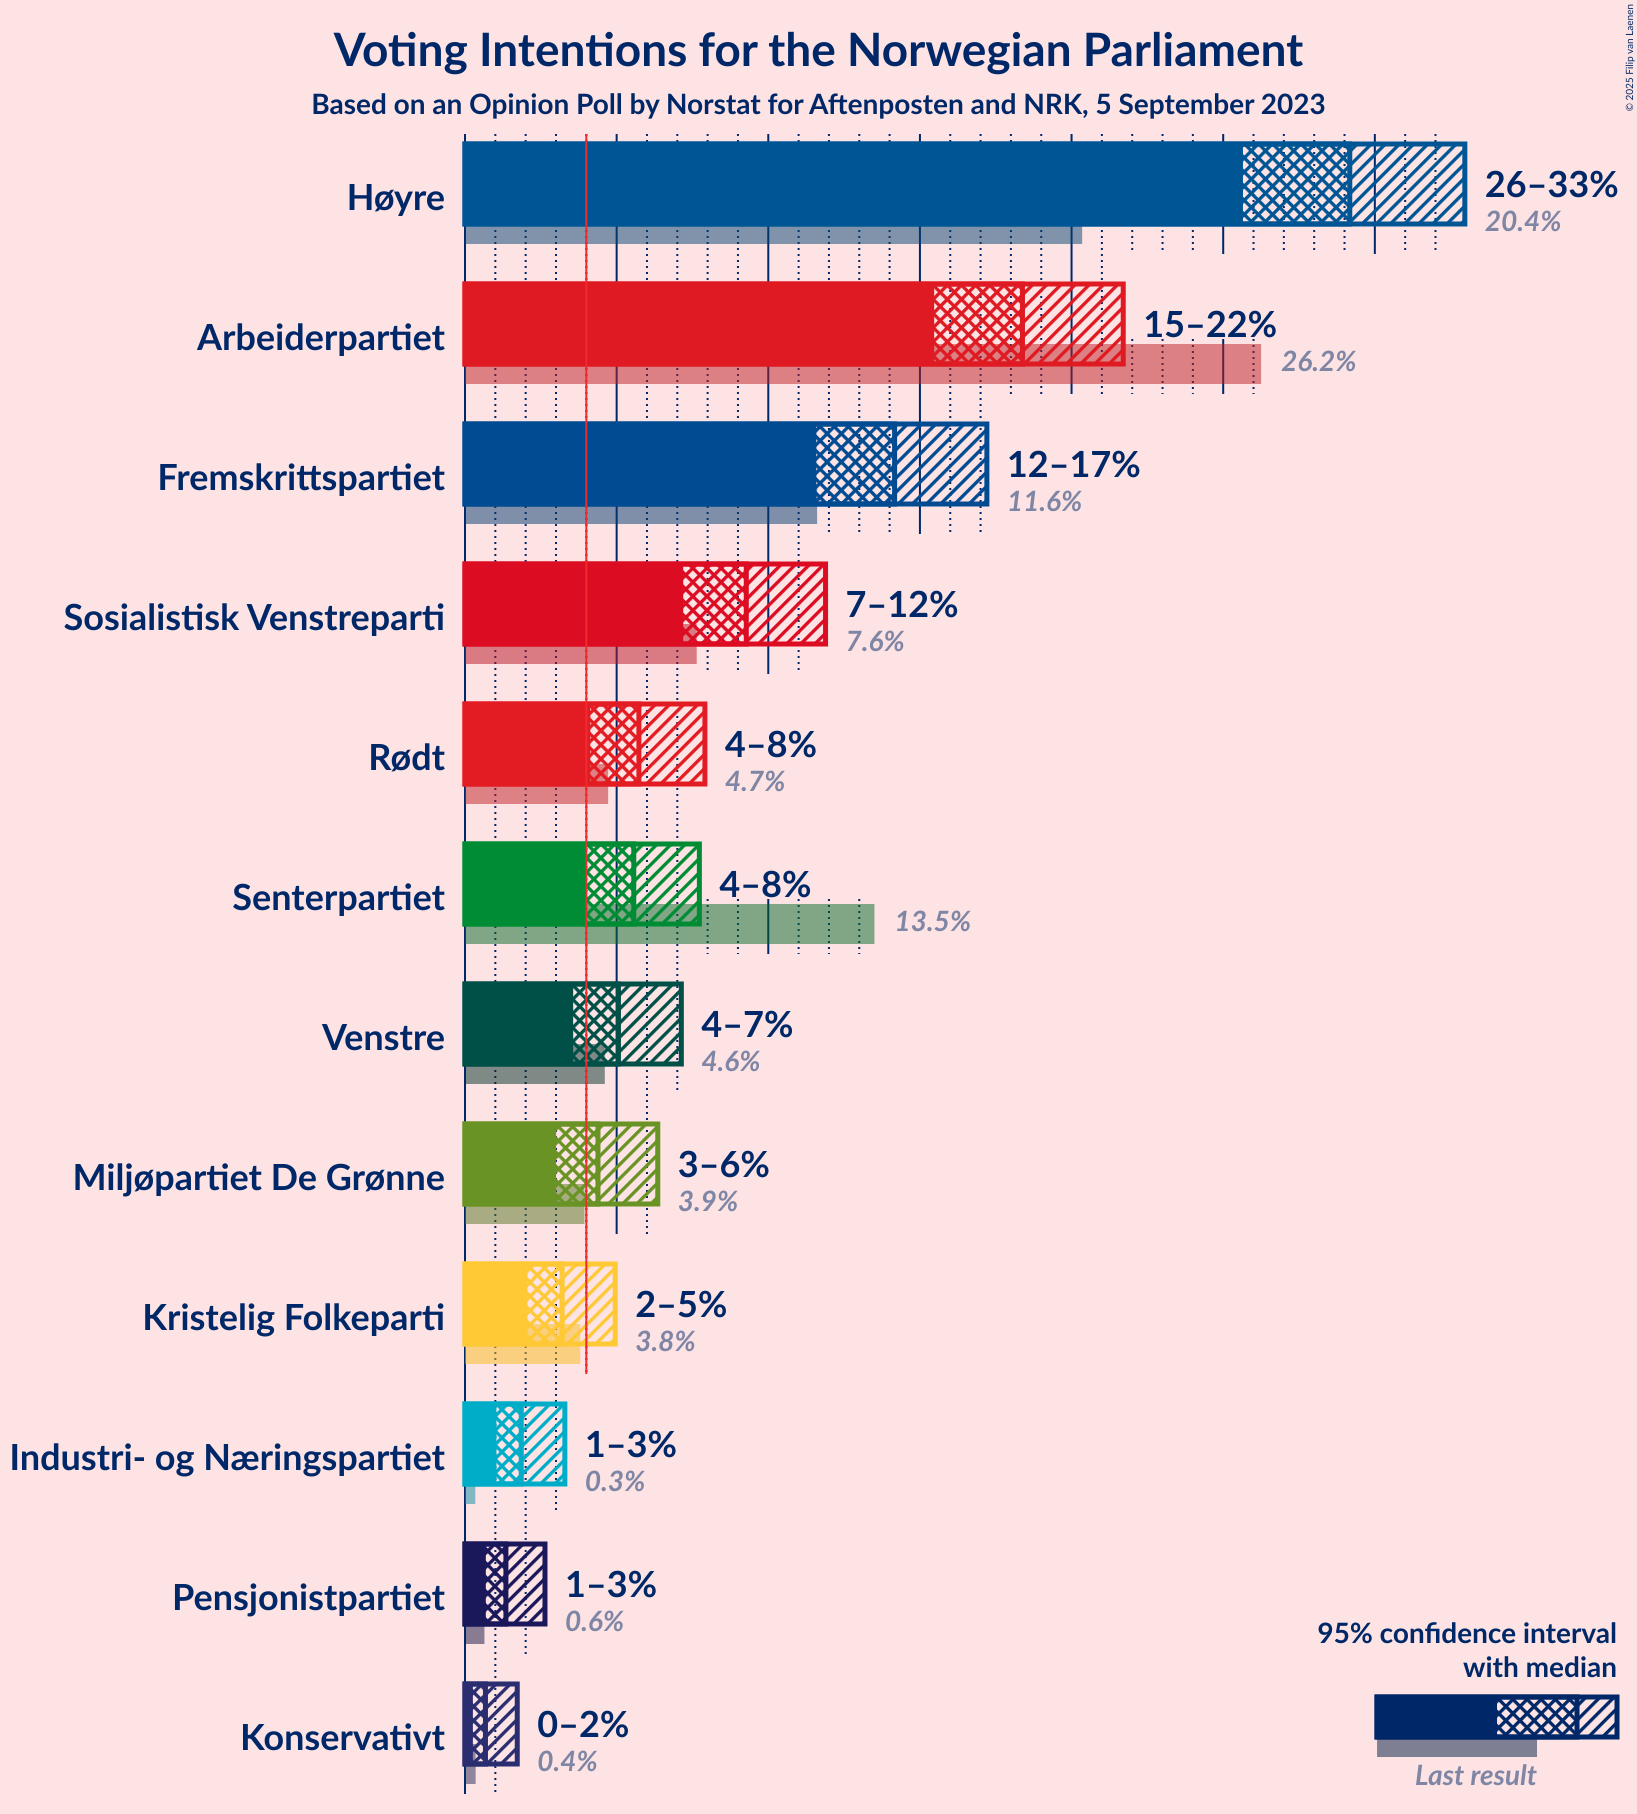 © 2025 Filip van Laenen
Voting Intentions for the Norwegian Parliament
Based on an Opinion Poll by Norstat for Aftenposten and NRK, 5 September 2023
Høyre
26–33%
20.4%
Arbeiderpartiet
15–22%
26.2%
Fremskrittspartiet
12–17%
11.6%
Sosialistisk Venstreparti
7–12%
7.6%
Rødt
4–8%
4.7%
Senterpartiet
4–8%
13.5%
Venstre
4–7%
4.6%
Miljøpartiet De Grønne
3–6%
3.9%
Kristelig Folkeparti
2–5%
3.8%
Industri- og Næringspartiet
1–3%
0.3%
Pensjonistpartiet
1–3%
0.6%
Konservativt
0–2%
0.4%
95% confidence interval
with median
Last result